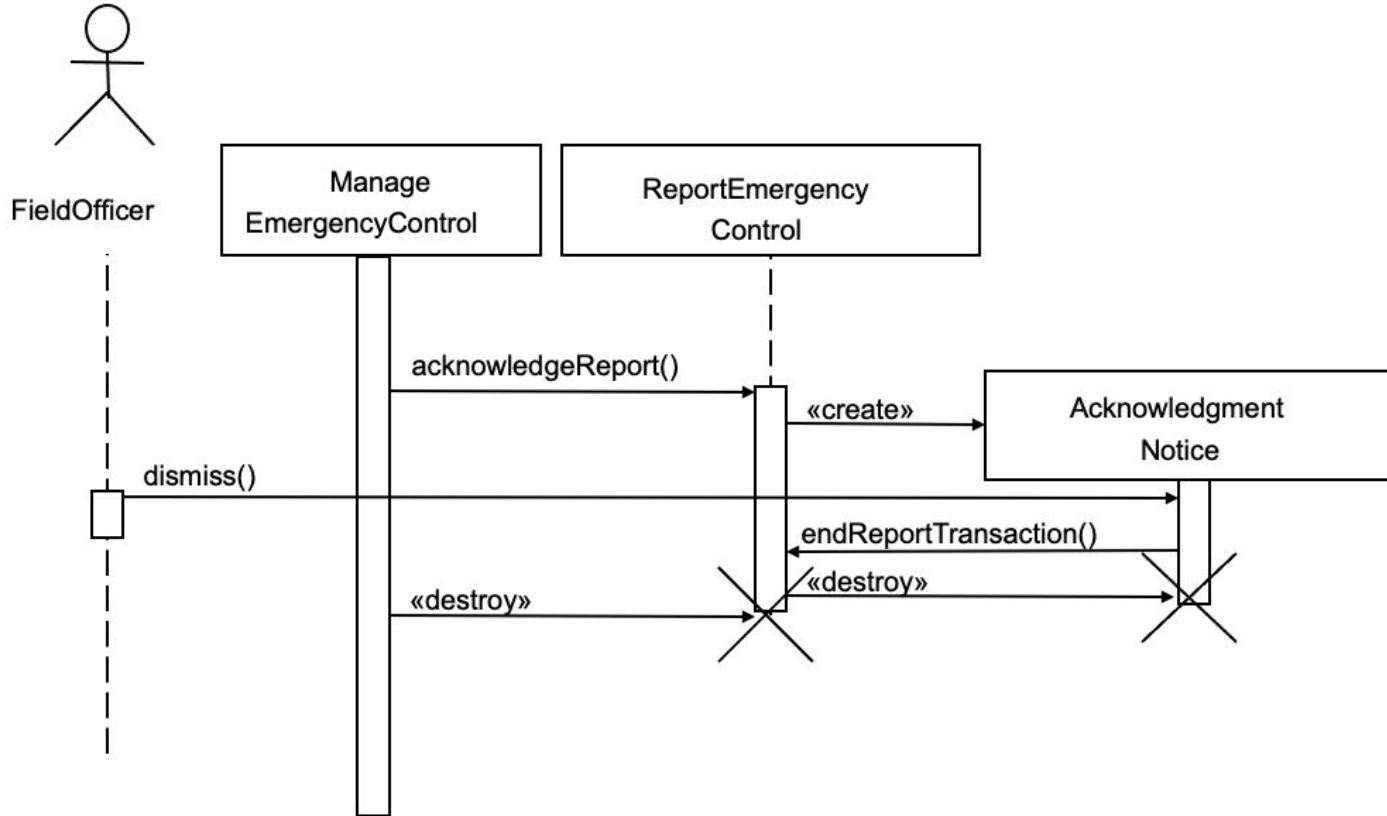 FieldOfficer
Manage
EmergencyControl
ReportEmergency
Control
acknowledgeReport()
«create»
Acknowledgment
Notice
dismiss()
endReportTransaction()
«destroy»
«destroy»